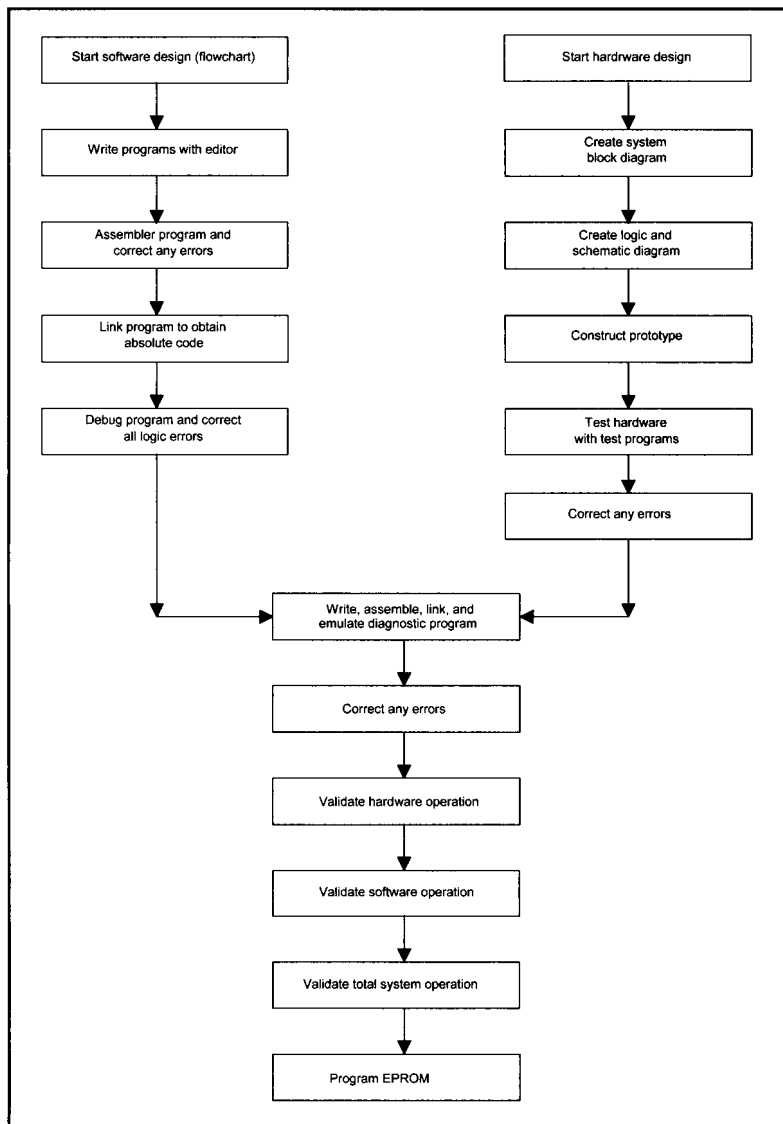 Start software design (flowchart)
Write programs with editor
Assembler program and
correct any errors
Link program to obtain
absolute code
Debug program and correct
all logic errors
Start hardrware design
Create system
block diagram
Create logic and
schematic diagram
Construct prototype
Test hardware
with test programs
Correct any errors
Write, assemble, link, and
emulate diagnostic program
Correct any errors
Validate hardware operation
Validate software operation
Validate total system operation
Program EPROM